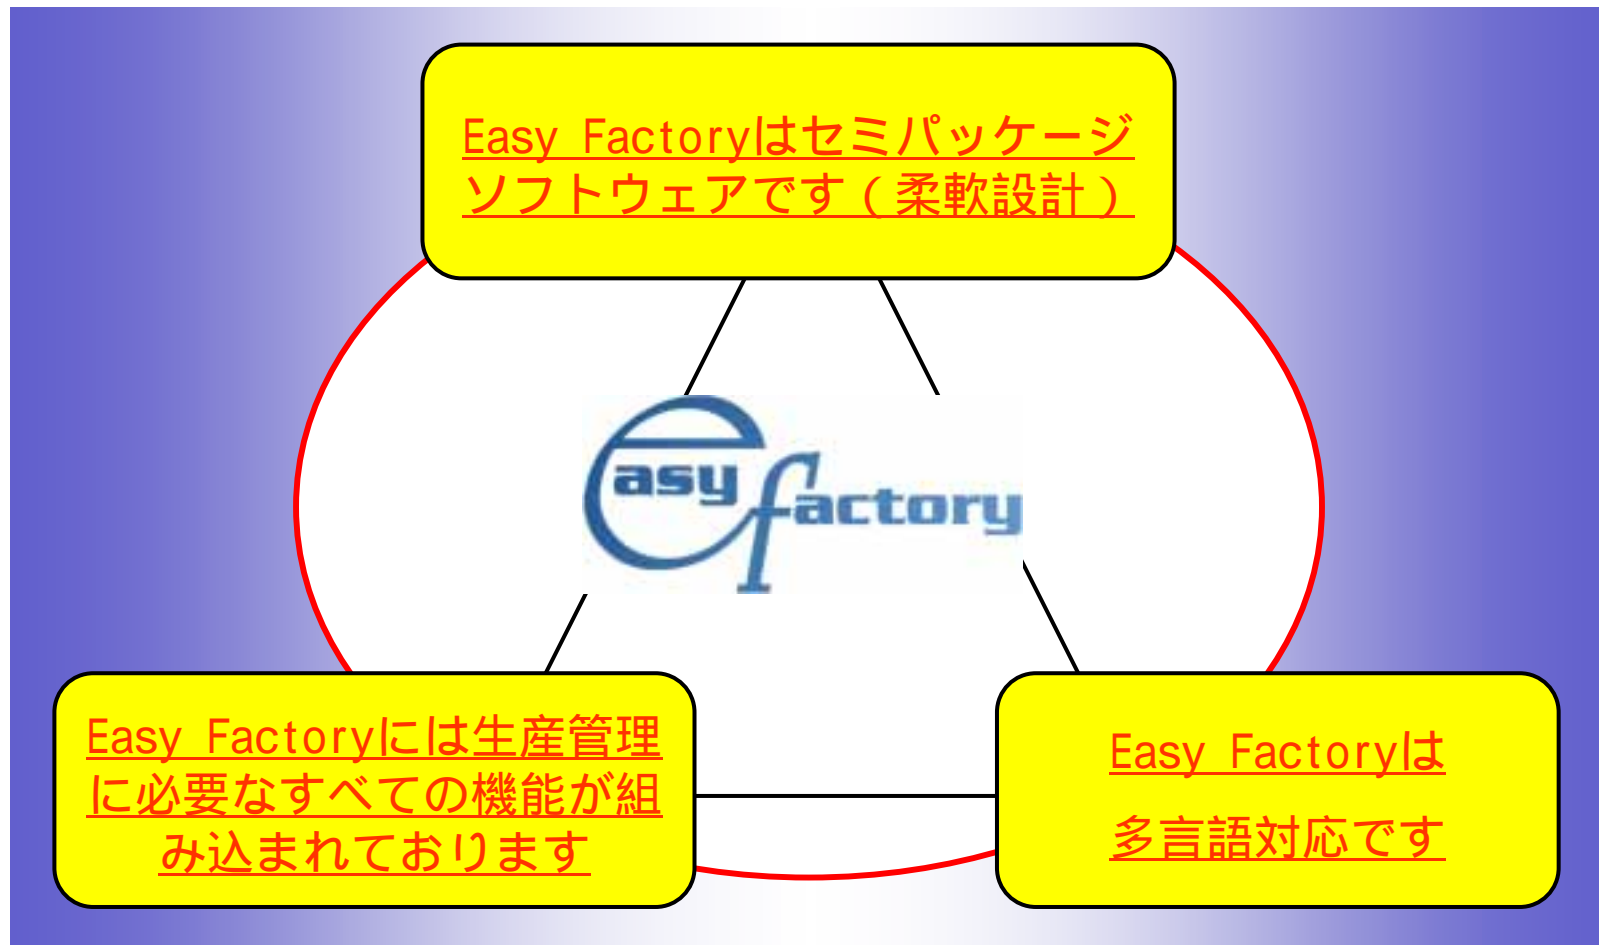 Easy Factoryはセミパッケージ
ソフトウェアです（柔軟設計）
easy factory
Easy Factoryには生産管理
に必要なすべての機能が組
み込まれております
Easy Factoryは
多言語対応です